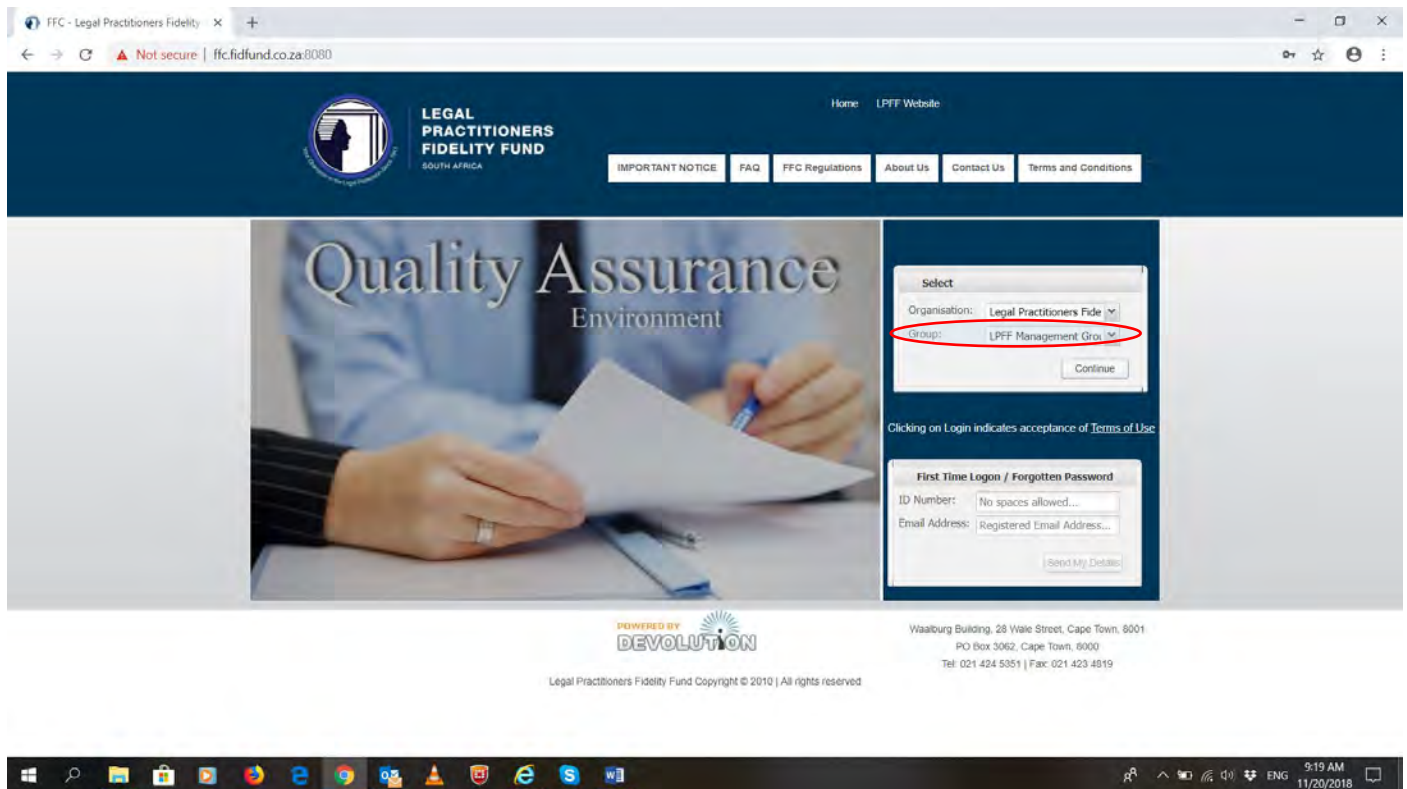 FFC - Legal Practitioners Fidelity
Not secure | ffc.fidfund.co.za:8080
Home LPFF Website
LEGAL
PRACTITIONERS
FIDELITY FUND
SOUTH AFRICA
IMPORTANT NOTICE FAQ FFC Regulations About Us Contact Us Terms and Conditions
Quality Assurance
Environment
Select
Organisation: Legal Practitioners Fide
Group: LPFF Management Grou
Continue
Clicking on Login indicates acceptance of Terms of Use
First Time Logon / Forgotten Password
ID Number: No spaces allowed...
Email Address: Registered Email Address...
Send My Details
POWERED BY
DEVOLUTION
Waalburg Building, 28 Wale Street, Cape Town, 8001
PO Box 3062, Cape Town, 8000
Tel: 021 424 5351 | Fax: 021 423 4819
Legal Practitioners Fidelity Fund Copyright © 2010 | All rights reserved
ENG
9:19 AM
11/20/2018